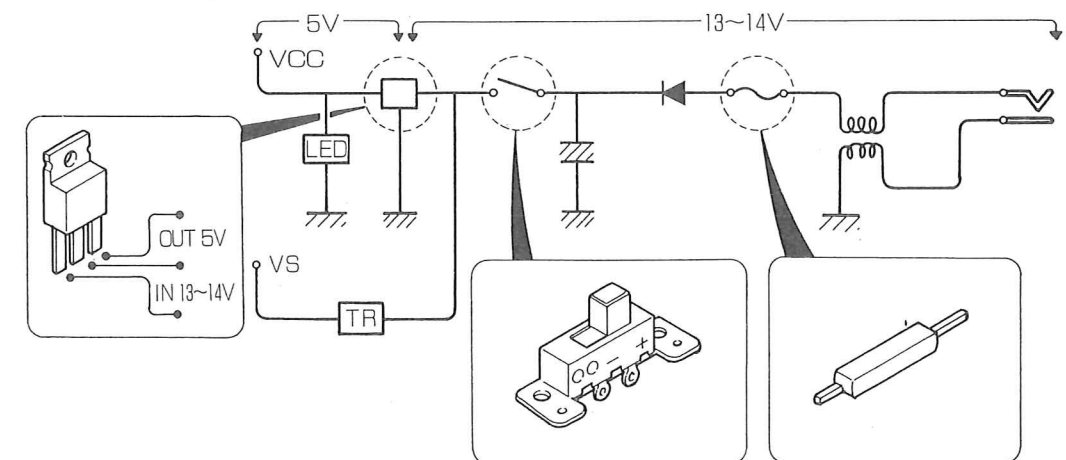 5V
13~14V
VCC
LED
OUT 5V
IN 13~14V
VS
TR
- +